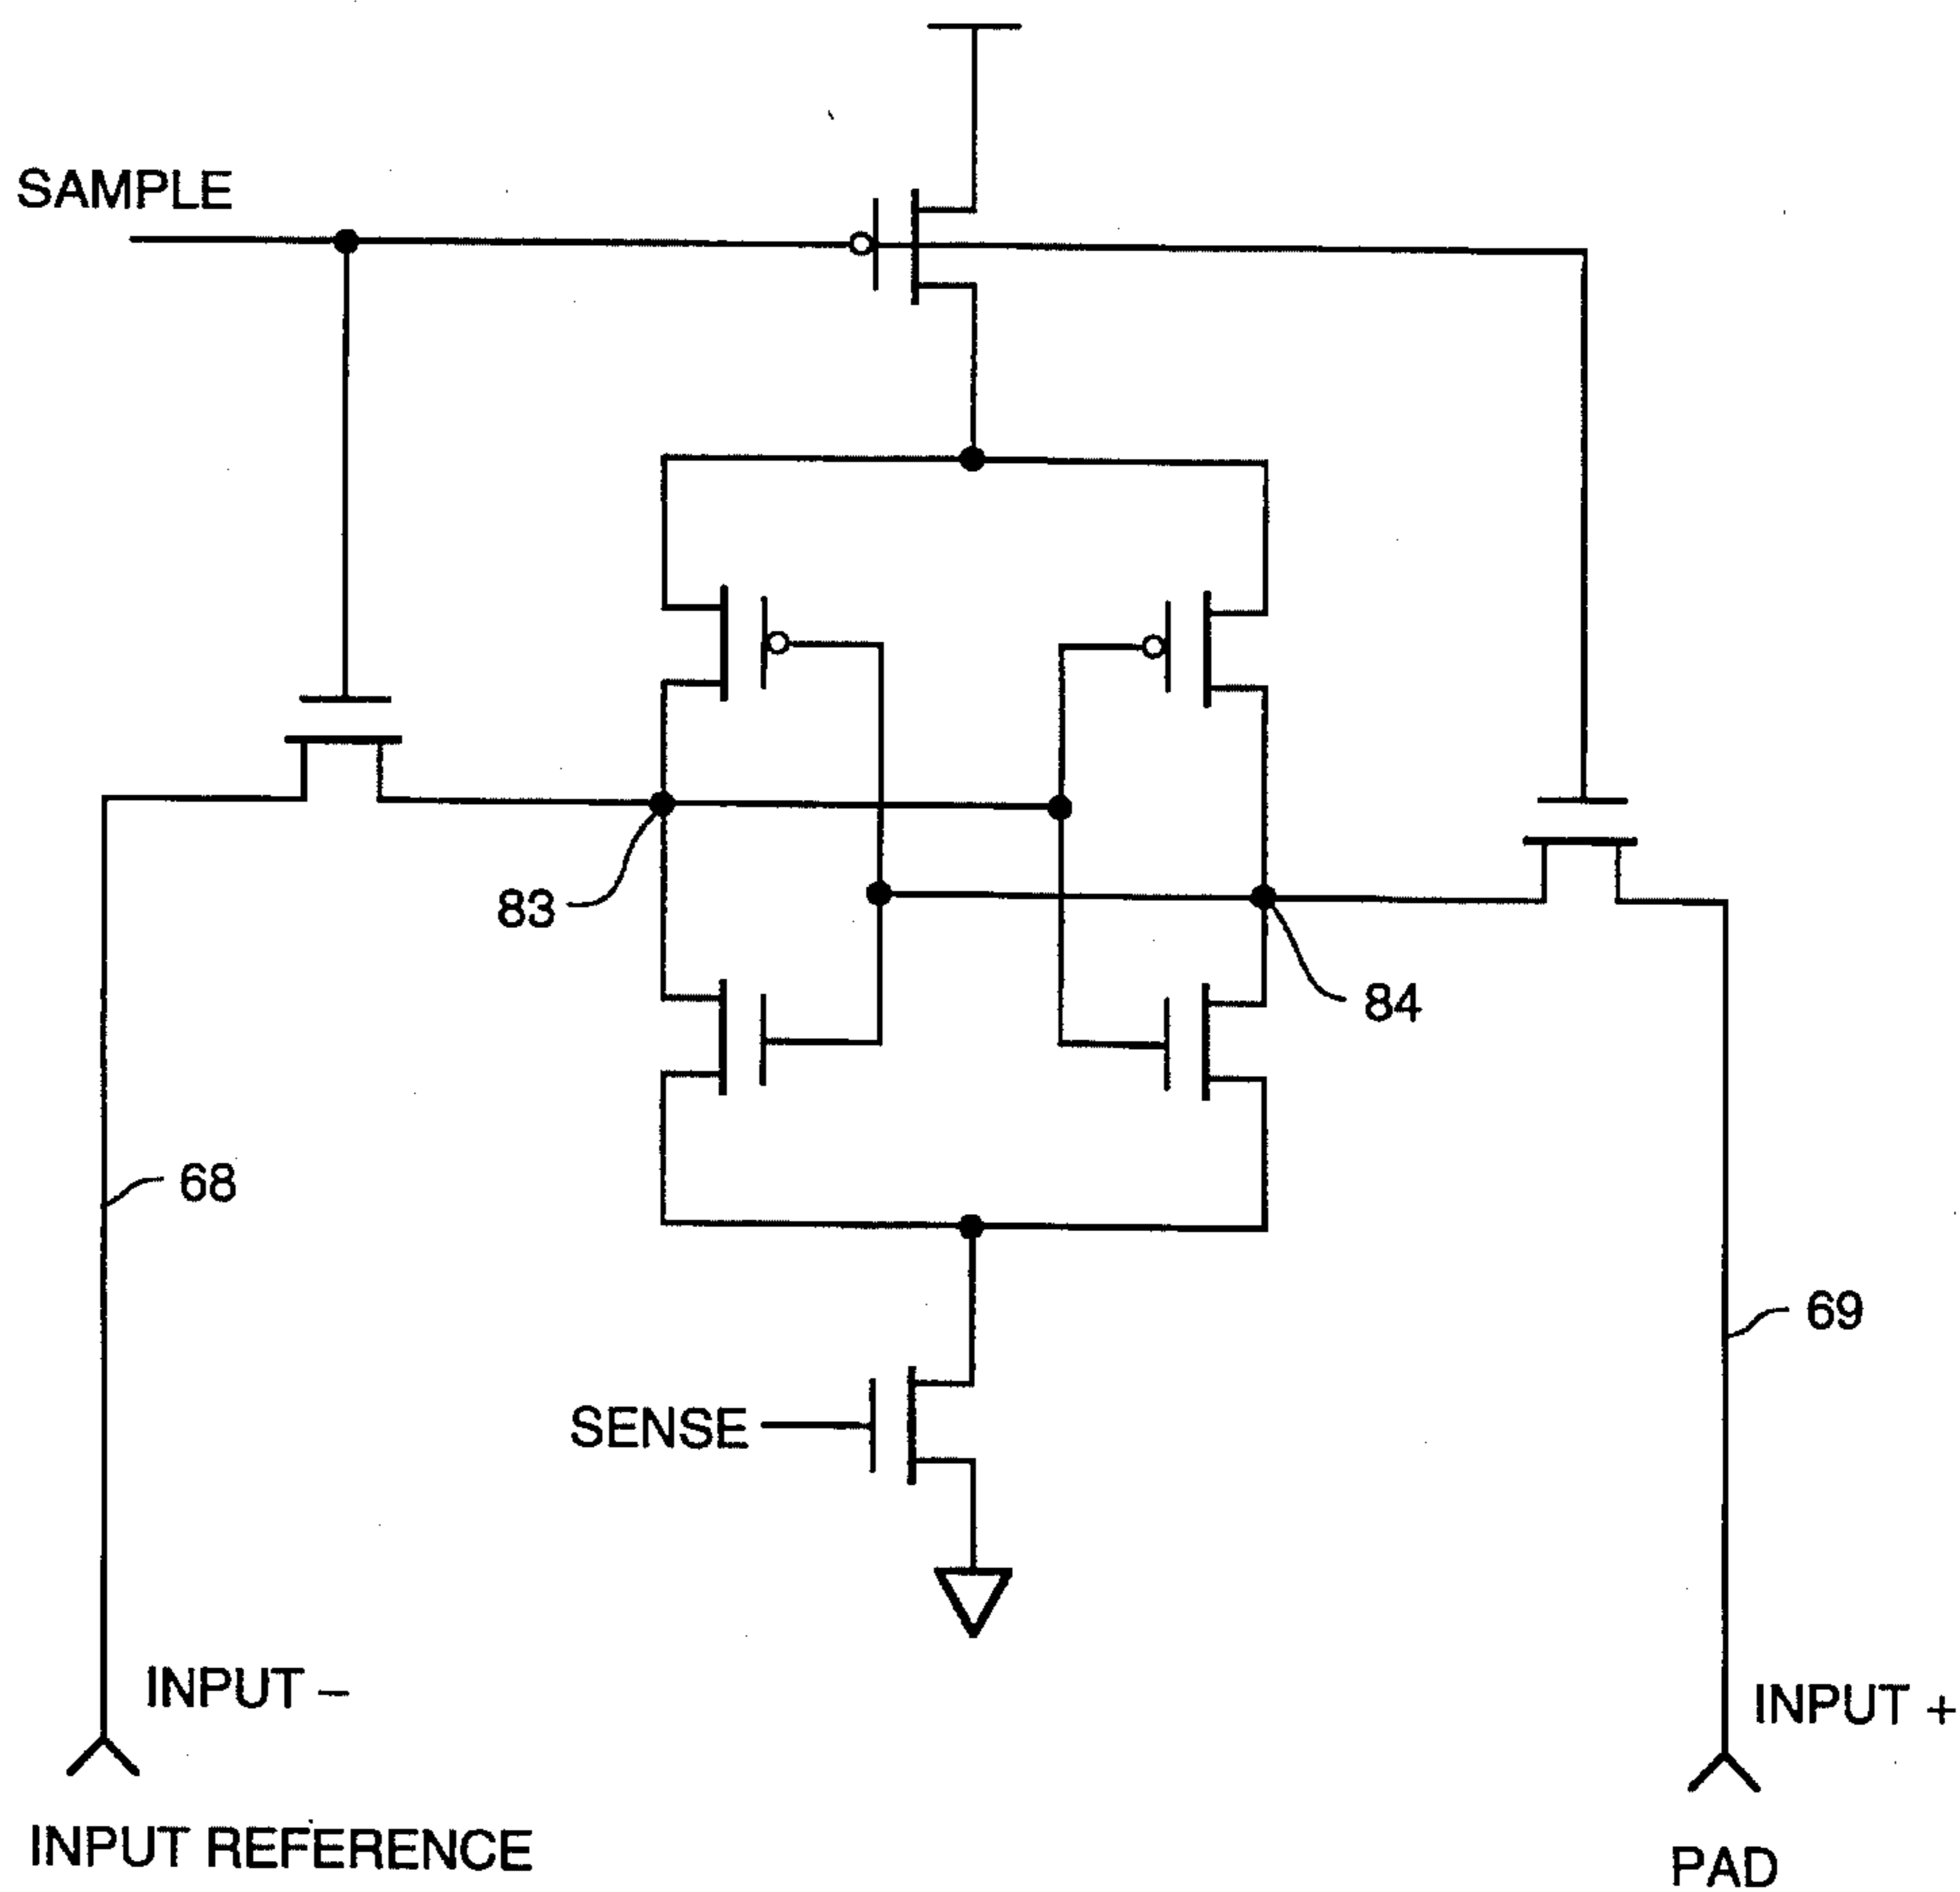 SAMPLE
83
84
68
69
SENSE
INPUT –
INPUT +
INPUT REFERENCE
PAD